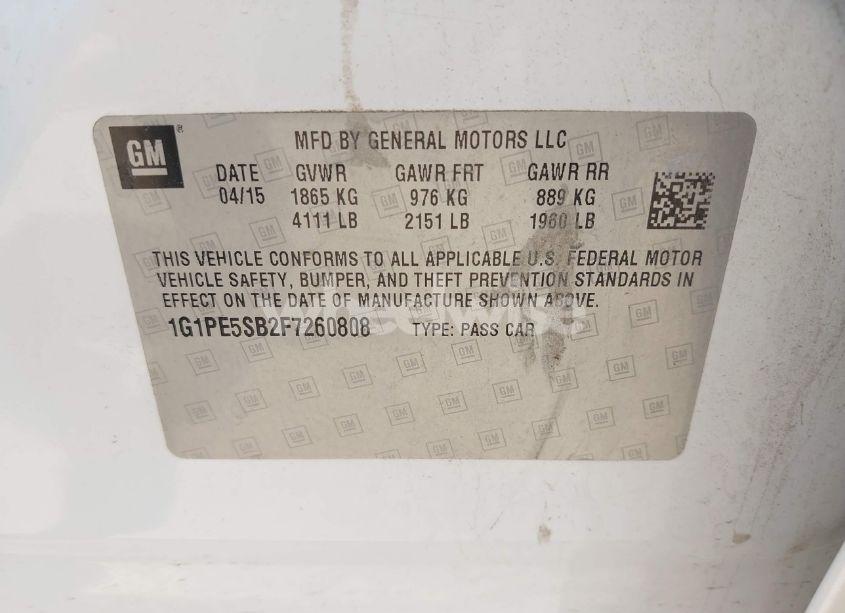 GM
MFD BY GENERAL MOTORS LLC
DATE GVWR GAWR FRT GAWR RR
04/15 1865 KG 976 KG 889 KG
4111 LB 2151 LB 1960 LB
THIS VEHICLE CONFORMS TO ALL APPLICABLE U.S. FEDERAL MOTOR
VEHICLE SAFETY, BUMPER, AND THEFT PREVENTION STANDARDS IN
EFFECT ON THE DATE OF MANUFACTURE SHOWN ABOVE.
1G1PE5SB2F7260808 TYPE: PASS CAR